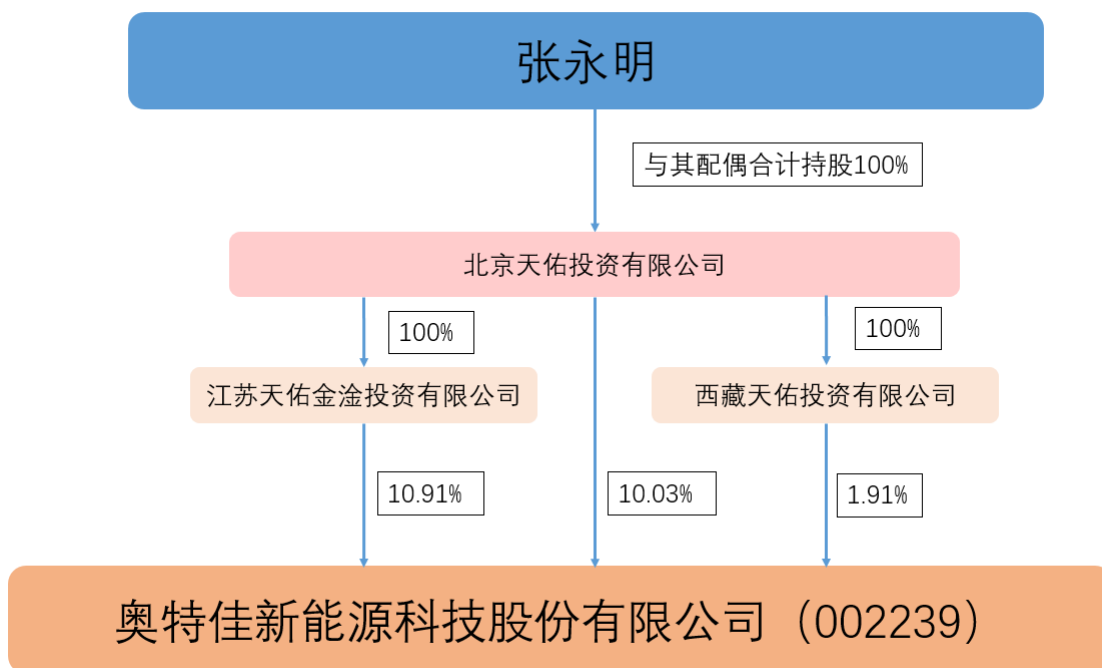 张永明
与其配偶合计持股100%
北京天佑投资有限公司
100%
100%
江苏天佑金淦投资有限公司
西藏天佑投资有限公司
10.91%
10.03%
1.91%
奥特佳新能源科技股份有限公司（002239）